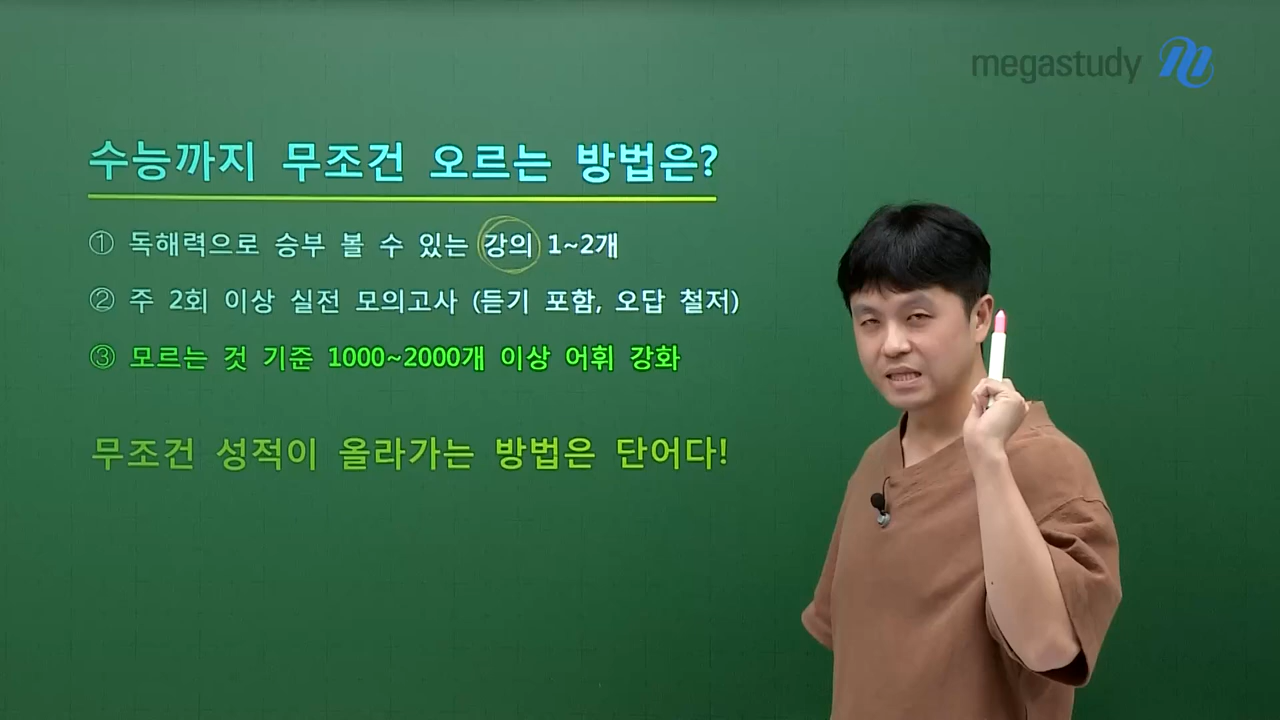 megastudy
수능까지 무조건 오르는 방법은?
① 독해력으로 승부 볼 수 있는 강의 1~2개
② 주 2회 이상 실전 모의고사 (듣기 포함, 오답 철저)
③ 모르는 것 기준 1000~2000개 이상 어휘 강화
무조건 성적이 올라가는 방법은 단어다!